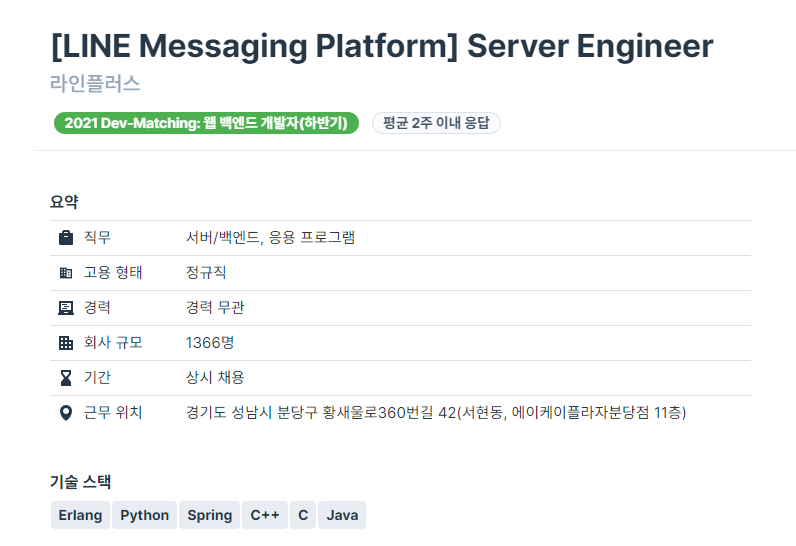 [LINE Messaging Platform] Server Engineer
라인플러스
2021 Dev-Matching: 웹 백엔드 개발자(하반기) 평균 2주 이내 응답
요약
직무 서버/백엔드, 응용 프로그램
고용 형태 정규직
경력 경력 무관
회사 규모 1366명
기간 상시 채용
근무 위치 경기도 성남시 분당구 황새울로360번길 42(서현동, 에이케이플라자분당점 11층)
기술 스택
Erlang Python Spring C++ C Java